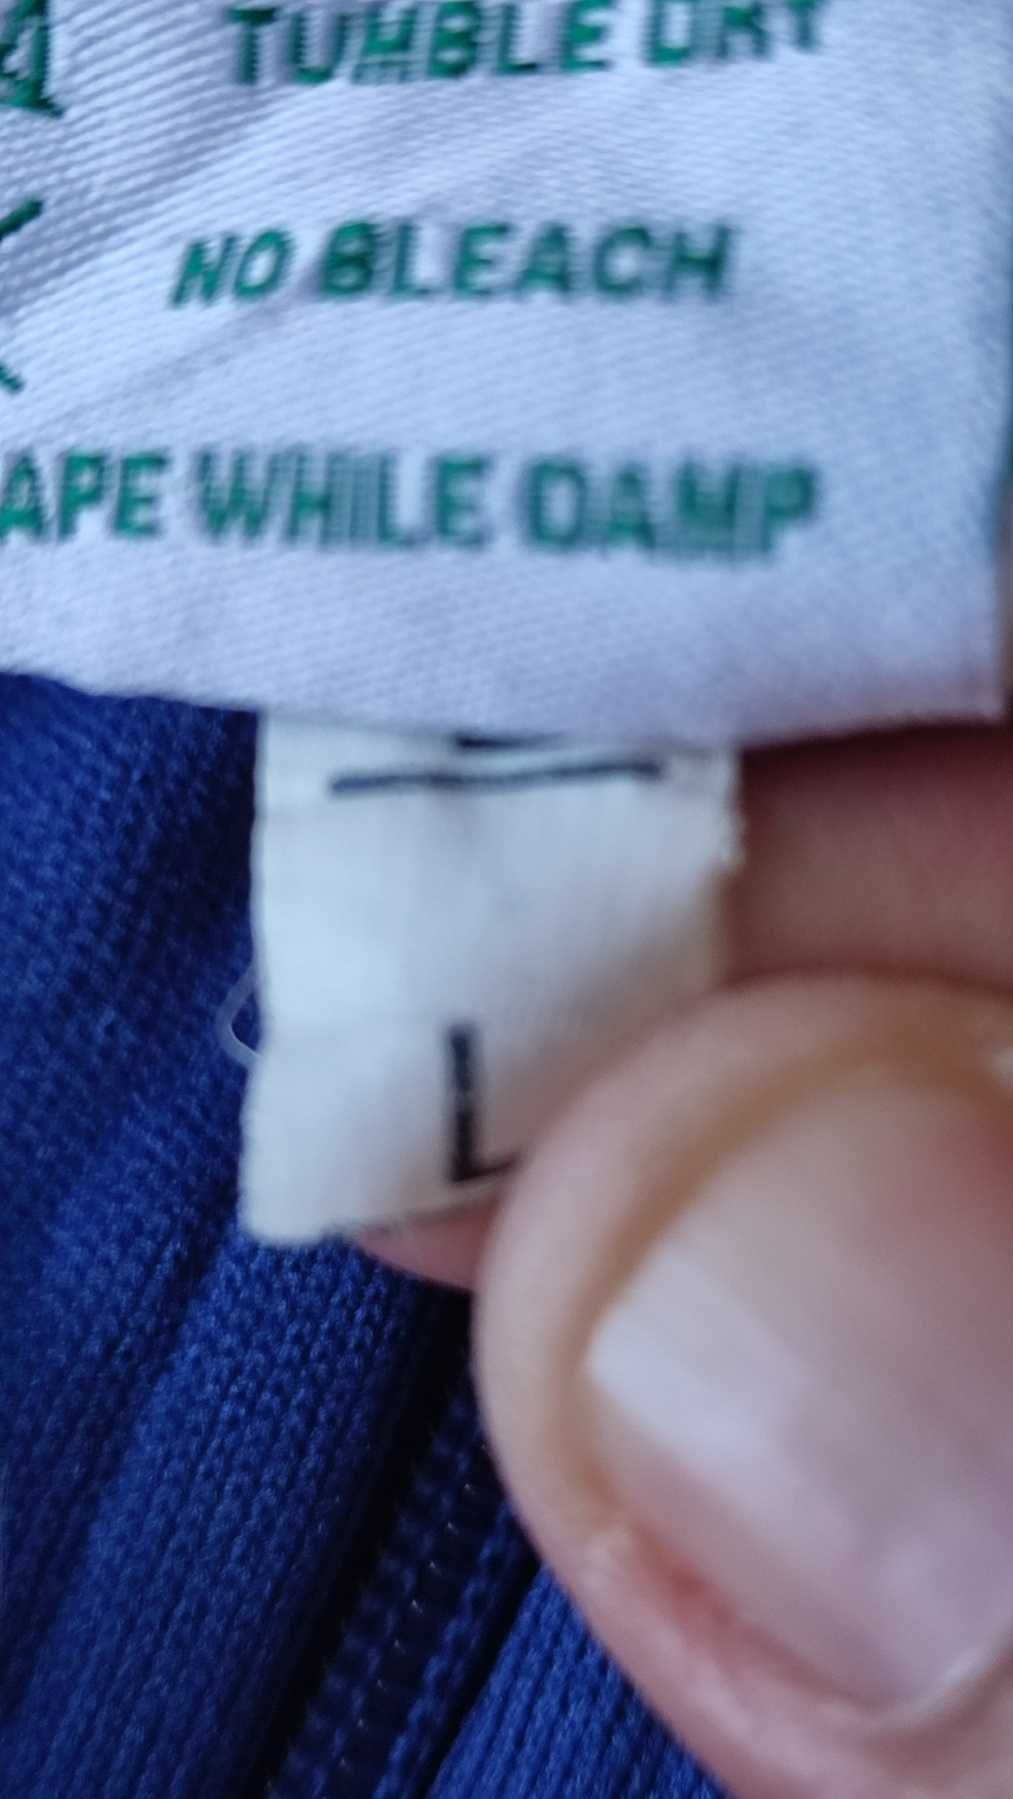 TUMBLE DRY
NO BLEACH
APE WHILE DAMP
L